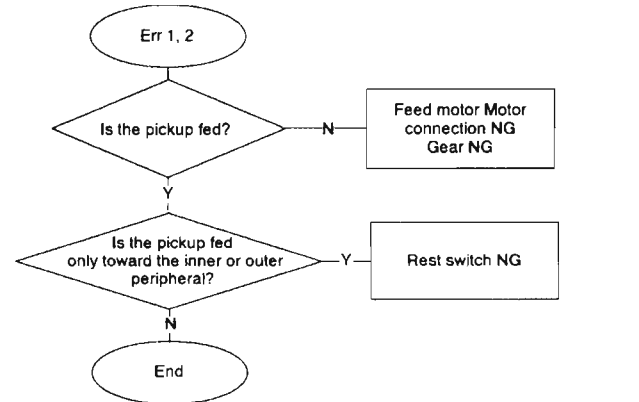 Err 1, 2
Is the pickup fed?
N
Feed motor Motor
connection NG
Gear NG
Y
Is the pickup fed
only toward the inner or outer
peripheral?
Y
Rest switch NG
N
End